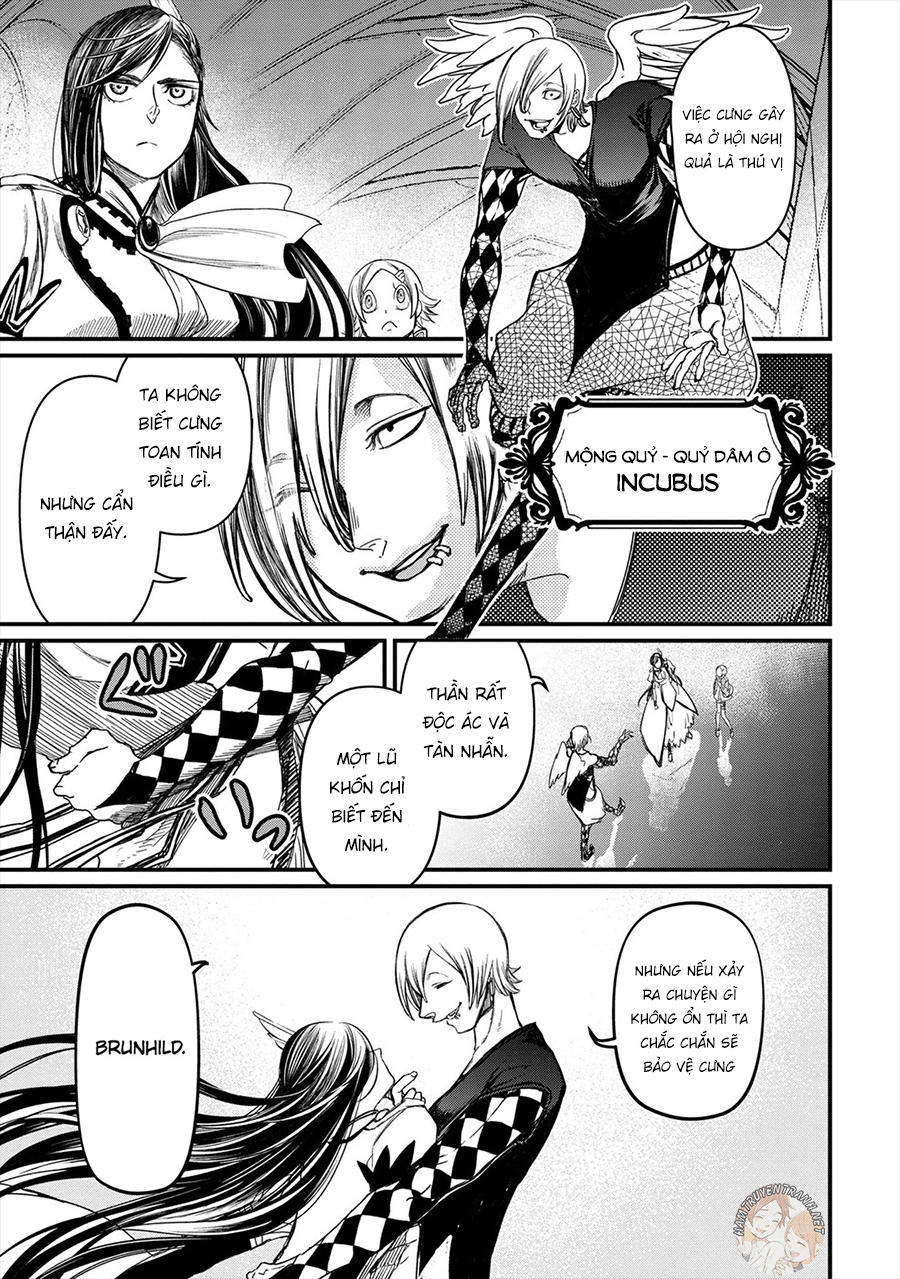 VIỆC CƯNG GÂY
RA Ở HỘI NGHỊ
QUẢ LÀ THÚ VỊ
MỘNG QUỶ - QUỶ DÂM Ô
INCUBUS
TA KHÔNG
BIẾT CƯNG
TOAN TÍNH
ĐIỀU GÌ.
NHƯNG CẨN
THẬN ĐẤY.
THẦN RẤT
ĐỘC ÁC VÀ
TÀN NHẪN.
MỘT LŨ
KHỐN CHỈ
BIẾT ĐẾN
MÌNH.
NHƯNG NẾU XẢY
RA CHUYỆN GÌ
KHÔNG ỔN THÌ TA
CHẮC CHẮN SẼ
BẢO VỆ CƯNG
BRUNHILD.
HAMTRUYENTRANH.NET